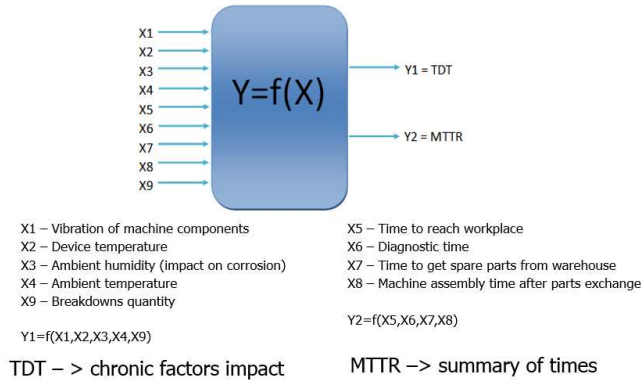 X1
X2
X3
X4
X5
X6
X7
X8
X9
Y=f(X)
Y1 = TDT
Y2 = MTTR
X1 – Vibration of machine components
X2 – Device temperature
X3 – Ambient humidity (impact on corrosion)
X4 – Ambient temperature
X9 – Breakdowns quantity
Y1=f(X1,X2,X3,X4,X9)
TDT – > chronic factors impact
X5 – Time to reach workplace
X6 – Diagnostic time
X7 – Time to get spare parts from warehouse
X8 – Machine assembly time after parts exchange
Y2=f(X5,X6,X7,X8)
MTTR –> summary of times